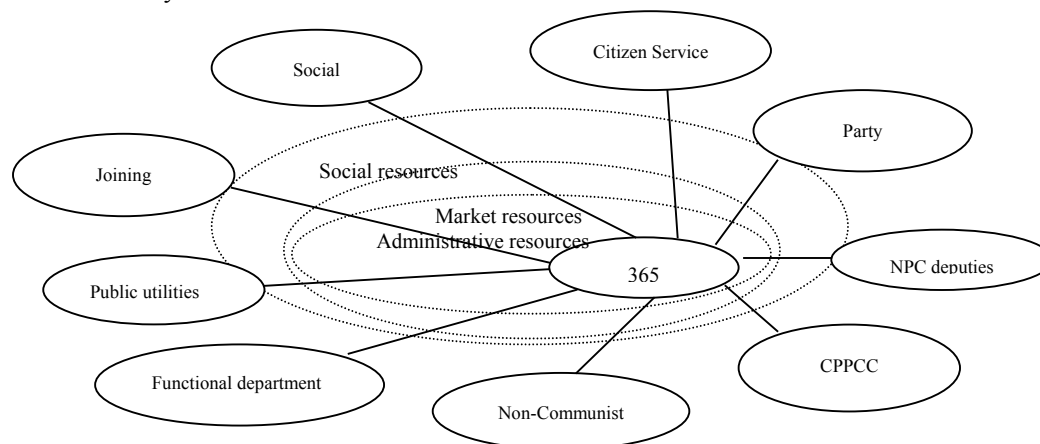 Citizen Service
Social
Party
Joining
Social resources
Market resources
Administrative resources
365
NPC deputies
Public utilities
CPPCC
Functional department
Non-Communist